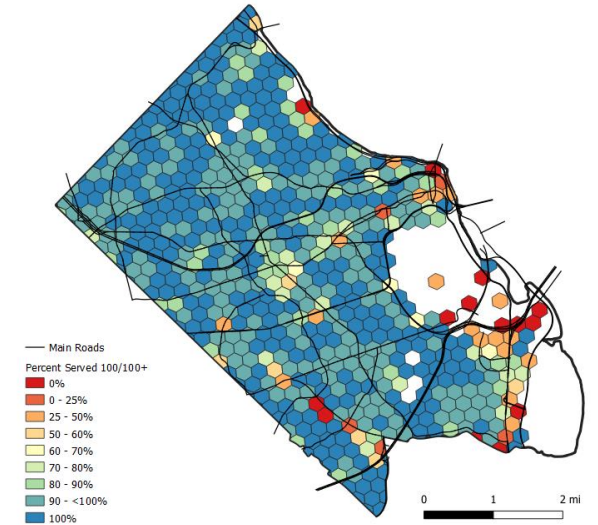 Main Roads
Percent Served 100/100+
0%
0 - 25%
25 - 50%
50 - 60%
60 - 70%
70 - 80%
80 - 90%
90 - <100%
100%
0 1 2 mi